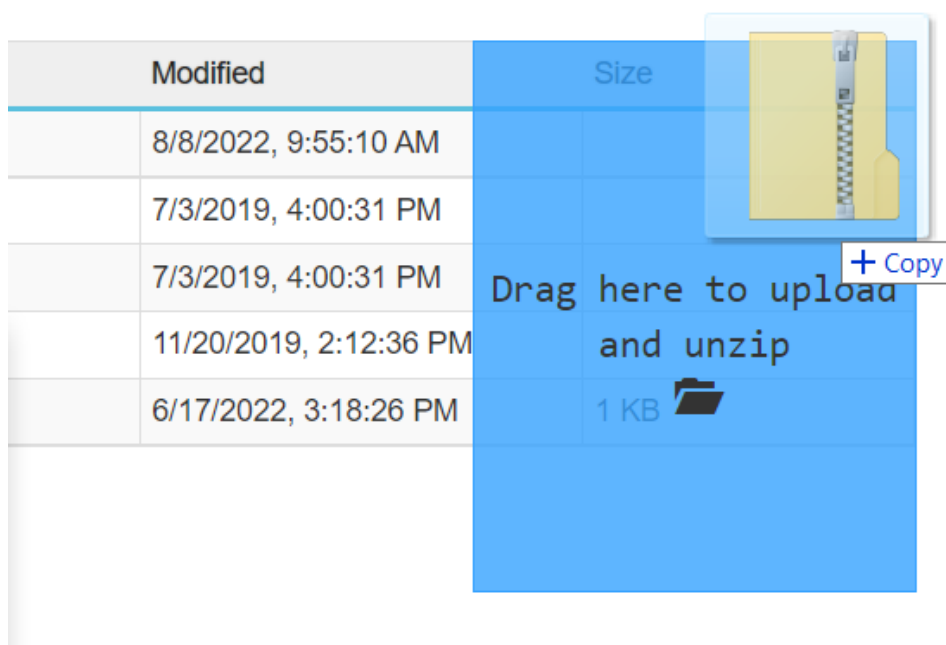 Modified Size
8/8/2022, 9:55:10 AM
7/3/2019, 4:00:31 PM
+ Copy
7/3/2019, 4:00:31 PM
Drag here to upload
11/20/2019, 2:12:36 PM
and unzip
6/17/2022, 3:18:26 PM 1 KB